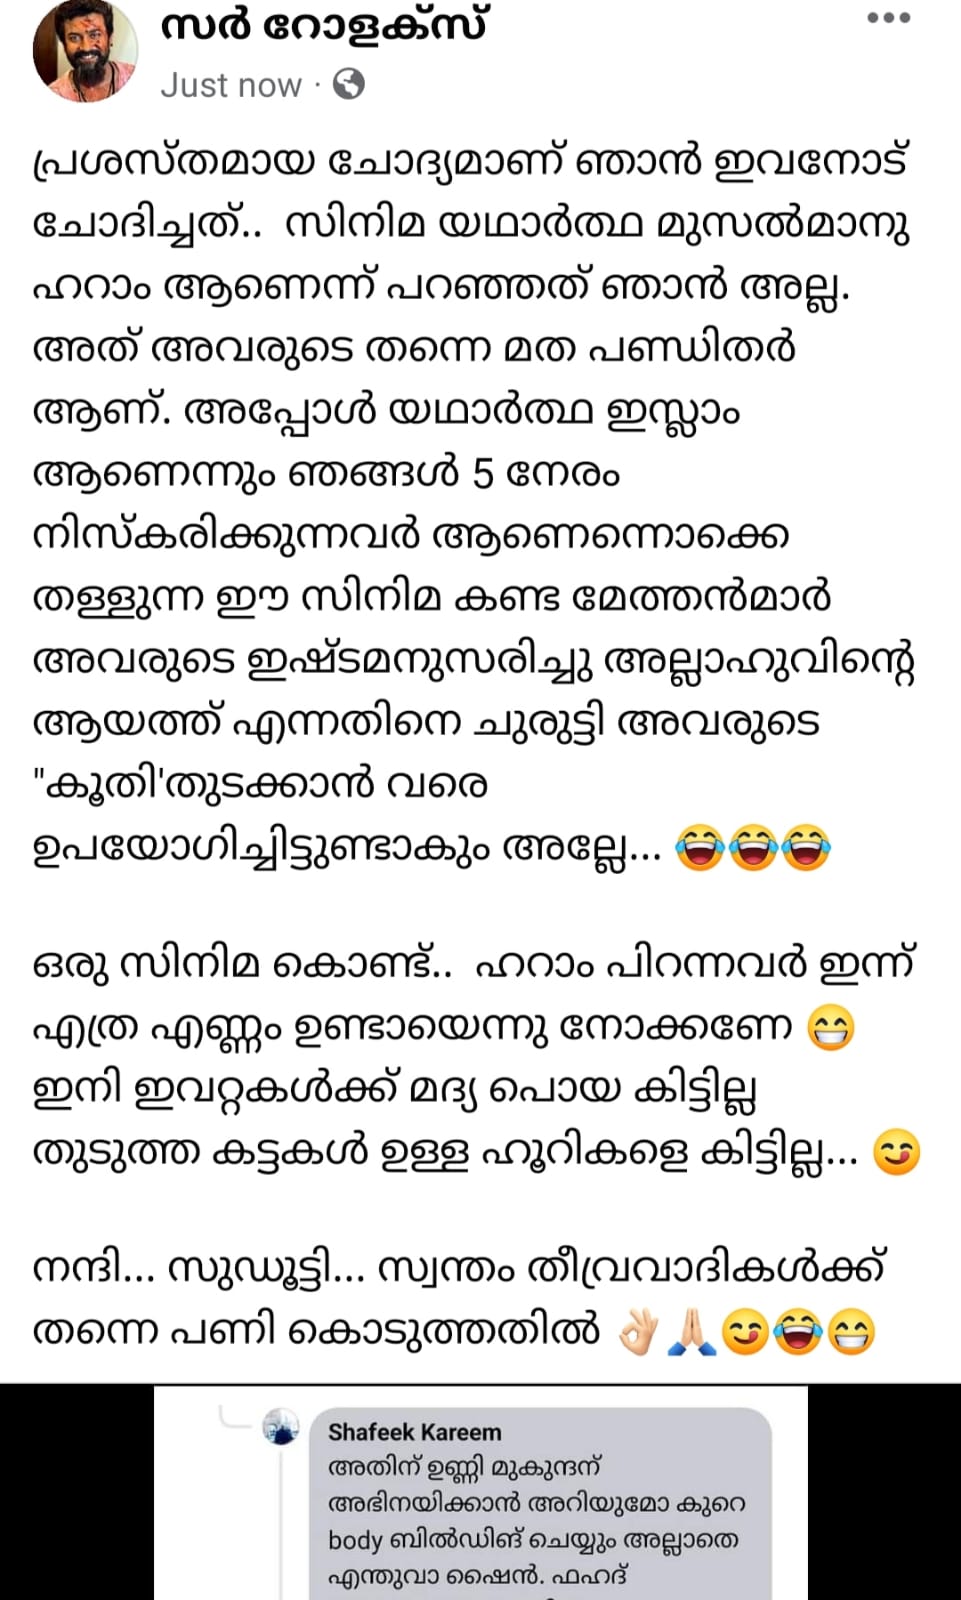 സർ റോളക്സ്
Just now ·
പ്രശസ്തമായ ചോദ്യമാണ് ഞാൻ ഇവനോട്
ചോദിച്ചത്.. സിനിമ യഥാർത്ഥ മുസൽമാനു
ഹറാം ആണെന്ന് പറഞ്ഞത് ഞാൻ അല്ല.
അത് അവരുടെ തന്നെ മത പണ്ഡിതർ
ആണ്. അപ്പോൾ യഥാർത്ഥ ഇസ്ലാം
ആണെന്നും ഞങ്ങൾ 5 നേരം
നിസ്കരിക്കുന്നവർ ആണെന്നൊക്കെ
തള്ളുന്ന ഈ സിനിമ കണ്ട മേത്തൻമാർ
അവരുടെ ഇഷ്ടമനുസരിച്ചു അല്ലാഹുവിന്റെ
ആയത്ത് എന്നതിനെ ചുരുട്ടി അവരുടെ
"കൂതി'തുടക്കാൻ വരെ
ഉപയോഗിച്ചിട്ടുണ്ടാകും അല്ലേ... 😂😂😂
ഒരു സിനിമ കൊണ്ട്.. ഹറാം പിറന്നവർ ഇന്ന്
എത്ര എണ്ണം ഉണ്ടായെന്നു നോക്കണേ 😁
ഇനി ഇവറ്റകൾക്ക് മദ്യ പൊയ കിട്ടില്ല
തുടുത്ത കട്ടകൾ ഉള്ള ഹൂറികളെ കിട്ടില്ല... 😋
നന്ദി... സുഡൂട്ടി... സ്വന്തം തീവ്രവാദികൾക്ക്
തന്നെ പണി കൊടുത്തതിൽ 👌🏻🙏🏻😋😂😁
Shafeek Kareem
അതിന് ഉണ്ണി മുകുന്ദന്
അഭിനയിക്കാൻ അറിയുമോ കുറെ
body ബിൽഡിങ് ചെയ്യും അല്ലാതെ
എന്തുവാ ഷൈൻ. ഫഹദ്